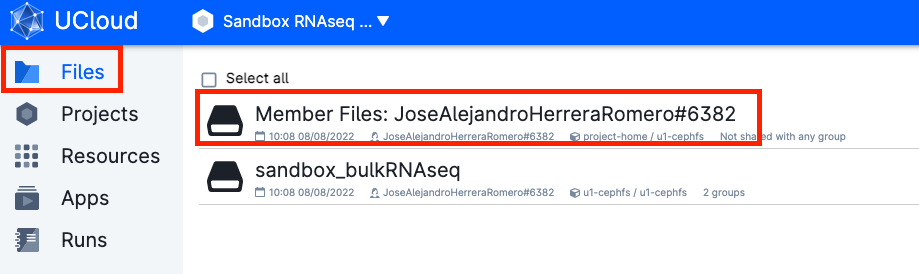 UCloud
Sandbox RNAseq ... ▼
Files
Projects
Resources
Apps
Runs
Select all
Member Files: JoseAlejandroHerreraRomero#6382
10:08 08/08/2022 JoseAlejandroHerreraRomero#6382 project-home / u1-cephfs Not shared with any group
sandbox_bulkRNAseq
10:08 08/08/2022 JoseAlejandroHerreraRomero#6382 u1-cephfs / u1-cephfs 2 groups